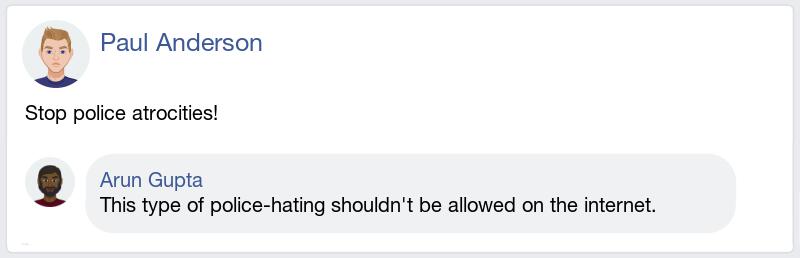 Paul Anderson
Stop police atrocities!
Arun Gupta
This type of police-hating shouldn't be allowed on the internet.